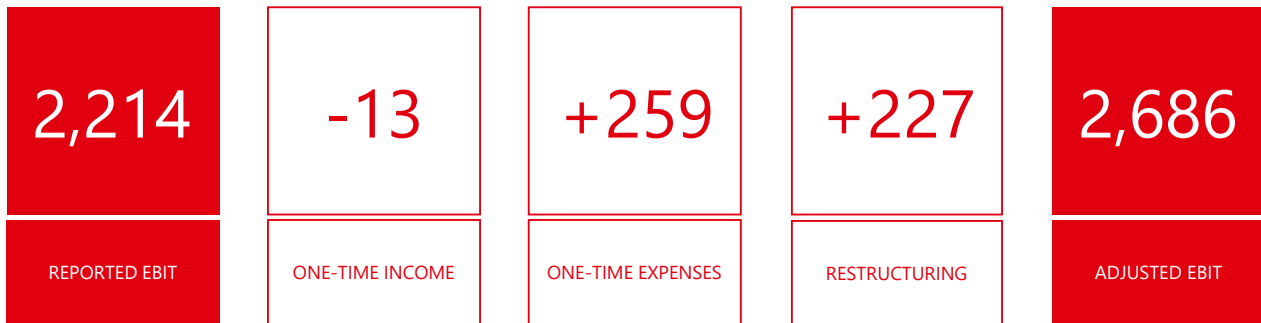 2,214
-13
+259
+227
2,686
REPORTED EBIT
ONE-TIME INCOME
ONE-TIME EXPENSES
RESTRUCTURING
ADJUSTED EBIT